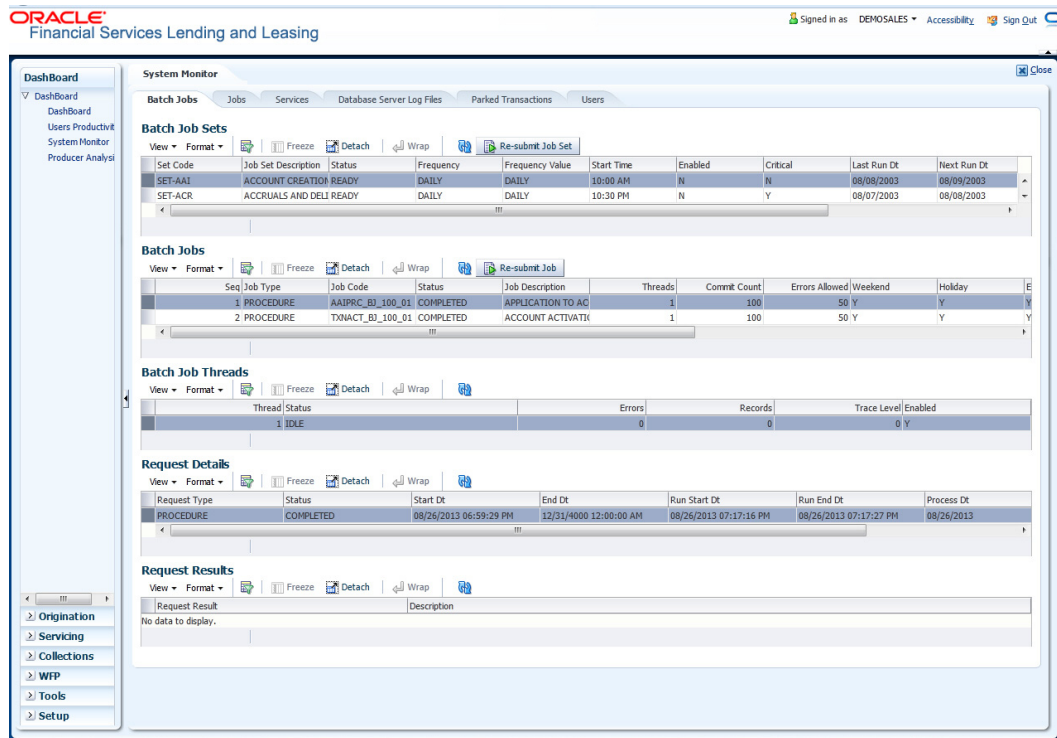 ORACLE
Financial Services Lending and Leasing
Signed in as DEMOSALES Accessibility Sign Out
DashBoard
DashBoard
DashBoard
Users Productivit
System Monitor
Producer Analysi
Origination
Servicing
Collections
WFP
Tools
Setup
System Monitor
Close
Batch Jobs Jobs Services Database Server Log Files Parked Transactions Users
Batch Job Sets
View Format Freeze Detach Wrap Re-submit Job Set
Set Code Job Set Description Status Frequency Frequency Value Start Time Enabled Critical Last Run Dt Next Run Dt
SET-AAI ACCOUNT CREATION READY DAILY DAILY 10:00 AM N N 08/08/2003 08/09/2003
SET-ACR ACCRUALS AND DELI READY DAILY DAILY 10:30 PM N Y 08/07/2003 08/08/2003
Batch Jobs
View Format Freeze Detach Wrap Re-submit Job
Seq Job Type Job Code Status Job Description Threads Commit Count Errors Allowed Weekend Holiday E
1 PROCEDURE AAIPRC_BJ_100_01 COMPLETED APPLICATION TO AC 1 100 50 Y Y Y
2 PROCEDURE TXNACT_BJ_100_01 COMPLETED ACCOUNT ACTIVATI 1 100 50 Y Y Y
Batch Job Threads
View Format Freeze Detach Wrap
Thread Status Errors Records Trace Level Enabled
1 IDLE 0 0 0 Y
Request Details
View Format Freeze Detach Wrap
Request Type Status Start Dt End Dt Run Start Dt Run End Dt Process Dt
PROCEDURE COMPLETED 08/26/2013 06:59:29 PM 12/31/4000 12:00:00 AM 08/26/2013 07:17:16 PM 08/26/2013 07:17:27 PM 08/26/2013
Request Results
View Format Freeze Detach Wrap
Request Result Description
No data to display.